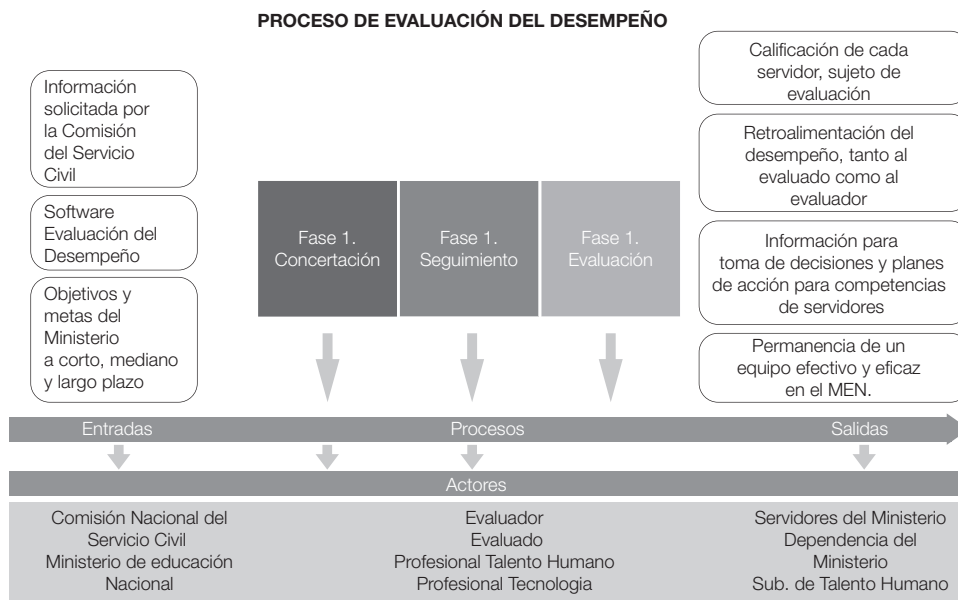 PROCESO DE EVALUACIÓN DEL DESEMPEÑO
Información
solicitada por
la Comisión
del Servicio
Civil
Software
Evaluación del
Desempeño
Objetivos y
metas del
Ministerio
a corto, mediano
y largo plazo
Fase 1.
Concertación
Fase 1.
Seguimiento
Fase 1.
Evaluación
Calificación de cada
servidor, sujeto de
evaluación
Retroalimentación del
desempeño, tanto al
evaluado como al
evaluador
Información para
toma de decisiones y planes
de acción para competencias
de servidores
Permanencia de un
equipo efectivo y eficaz
en el MEN.
Entradas
Procesos
Salidas
Actores
Comisión Nacional del
Servicio Civil
Ministerio de educación
Nacional
Evaluador
Evaluado
Profesional Talento Humano
Profesional Tecnologia
Servidores del Ministerio
Dependencia del
Ministerio
Sub. de Talento Humano